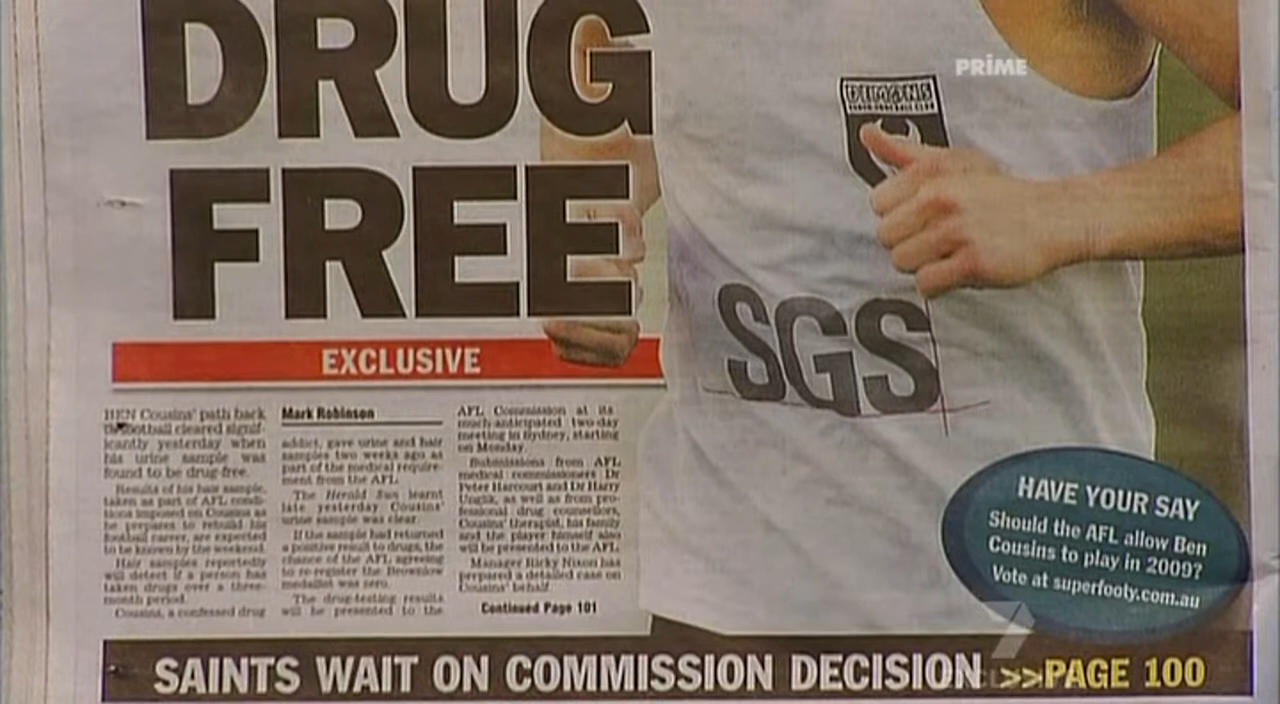 DRUG
FREE
PRIME
DEMONS
SGS
EXCLUSIVE
BEN Cousins' path back
to football cleared signif-
icantly yesterday when
his urine sample was
found to be drug-free.
Results of his hair sample,
taken as part of AFL condi-
tions imposed on Cousins as
he prepares to rebuild his
football career, are expected
to be known by the weekend.
Hair samples reportedly
will detect if a person has
taken drugs over a three-
month period.
Cousins, a confessed drug
Mark Robinson
addict, gave urine and hair
samples two weeks ago as
part of the medical require-
ment from the AFL.
The Herald Sun learnt
late yesterday Cousins'
urine sample was clear.
If the sample had returned
a positive result to drugs, the
chance of the AFL agreeing
to re-register the Brownlow
medallist was zero.
The drug-testing results
will be presented to the
AFL Commission at its
much-anticipated two-day
meeting in Sydney, starting
on Monday.
Submissions from AFL
medical commissioners Dr
Peter Harcourt and Dr Harry
Unglik, as well as from pro-
fessional drug counsellors,
Cousins' therapist, his family
and the player himself also
will be presented to the AFL.
Manager Ricky Nixon has
prepared a detailed case on
Cousins' behalf.
Continued Page 101
HAVE YOUR SAY
Should the AFL allow Ben
Cousins to play in 2009?
Vote at superfooty.com.au
SAINTS WAIT ON COMMISSION DECISION >>PAGE 100